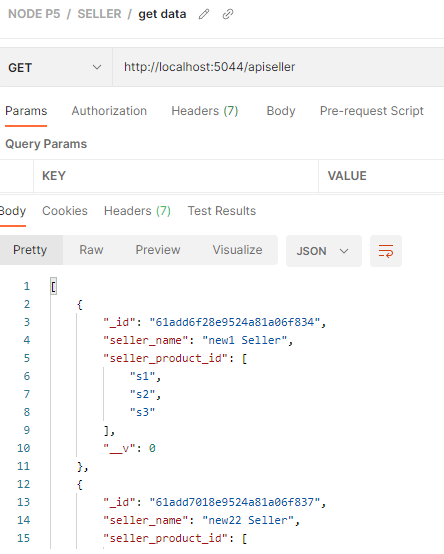 NODE P5 / SELLER / get data
GET http://localhost:5044/apiseller
Params Authorization Headers (7) Body Pre-request Script
Query Params
KEY VALUE
Body Cookies Headers (7) Test Results
Pretty Raw Preview Visualize JSON
1 [
2 {
3 "_id": "61add6f28e9524a81a06f834",
4 "seller_name": "new1 Seller",
5 "seller_product_id": [
6 "s1",
7 "s2",
8 "s3"
9 ],
10 "__v": 0
11 },
12 {
13 "_id": "61add7018e9524a81a06f837",
14 "seller_name": "new22 Seller",
15 "seller_product_id": [